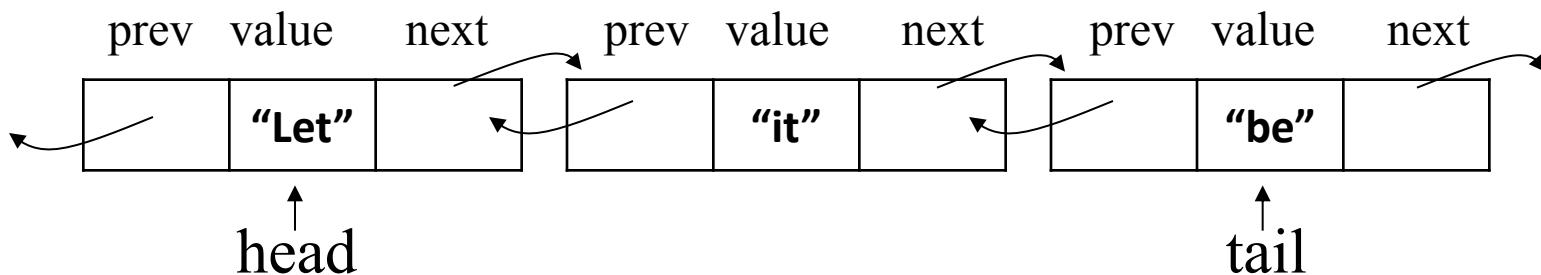 prev value next prev value next prev value next
“Let” “it” “be”
head tail